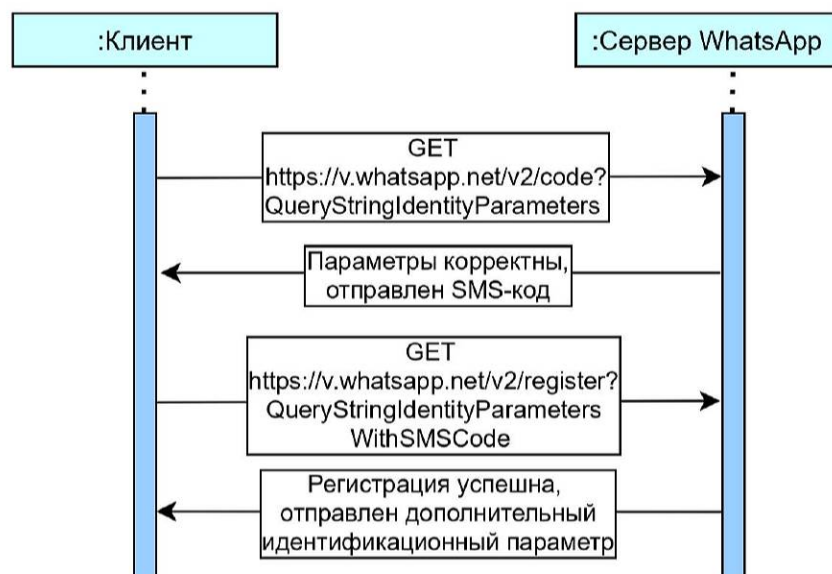 :Клиент
:Сервер WhatsApp
GET
https://v.whatsapp.net/v2/code?
QueryStringIdentityParameters
Параметры корректны,
отправлен SMS-код
GET
https://v.whatsapp.net/v2/register?
QueryStringIdentityParameters
WithSMSCode
Регистрация успешна,
отправлен дополнительный
идентификационный параметр